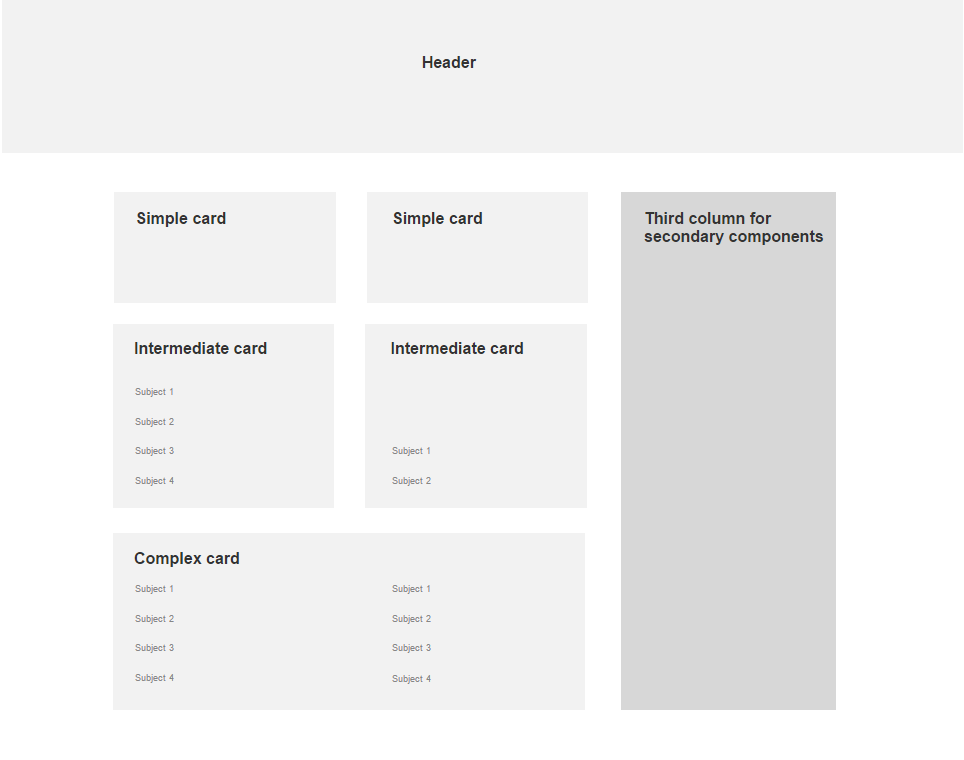 Header
Simple card
Simple card
Third column for
secondary components
Intermediate card
Subject 1
Subject 2
Subject 3
Subject 4
Intermediate card
Subject 1
Subject 2
Complex card
Subject 1
Subject 2
Subject 3
Subject 4
Subject 1
Subject 2
Subject 3
Subject 4